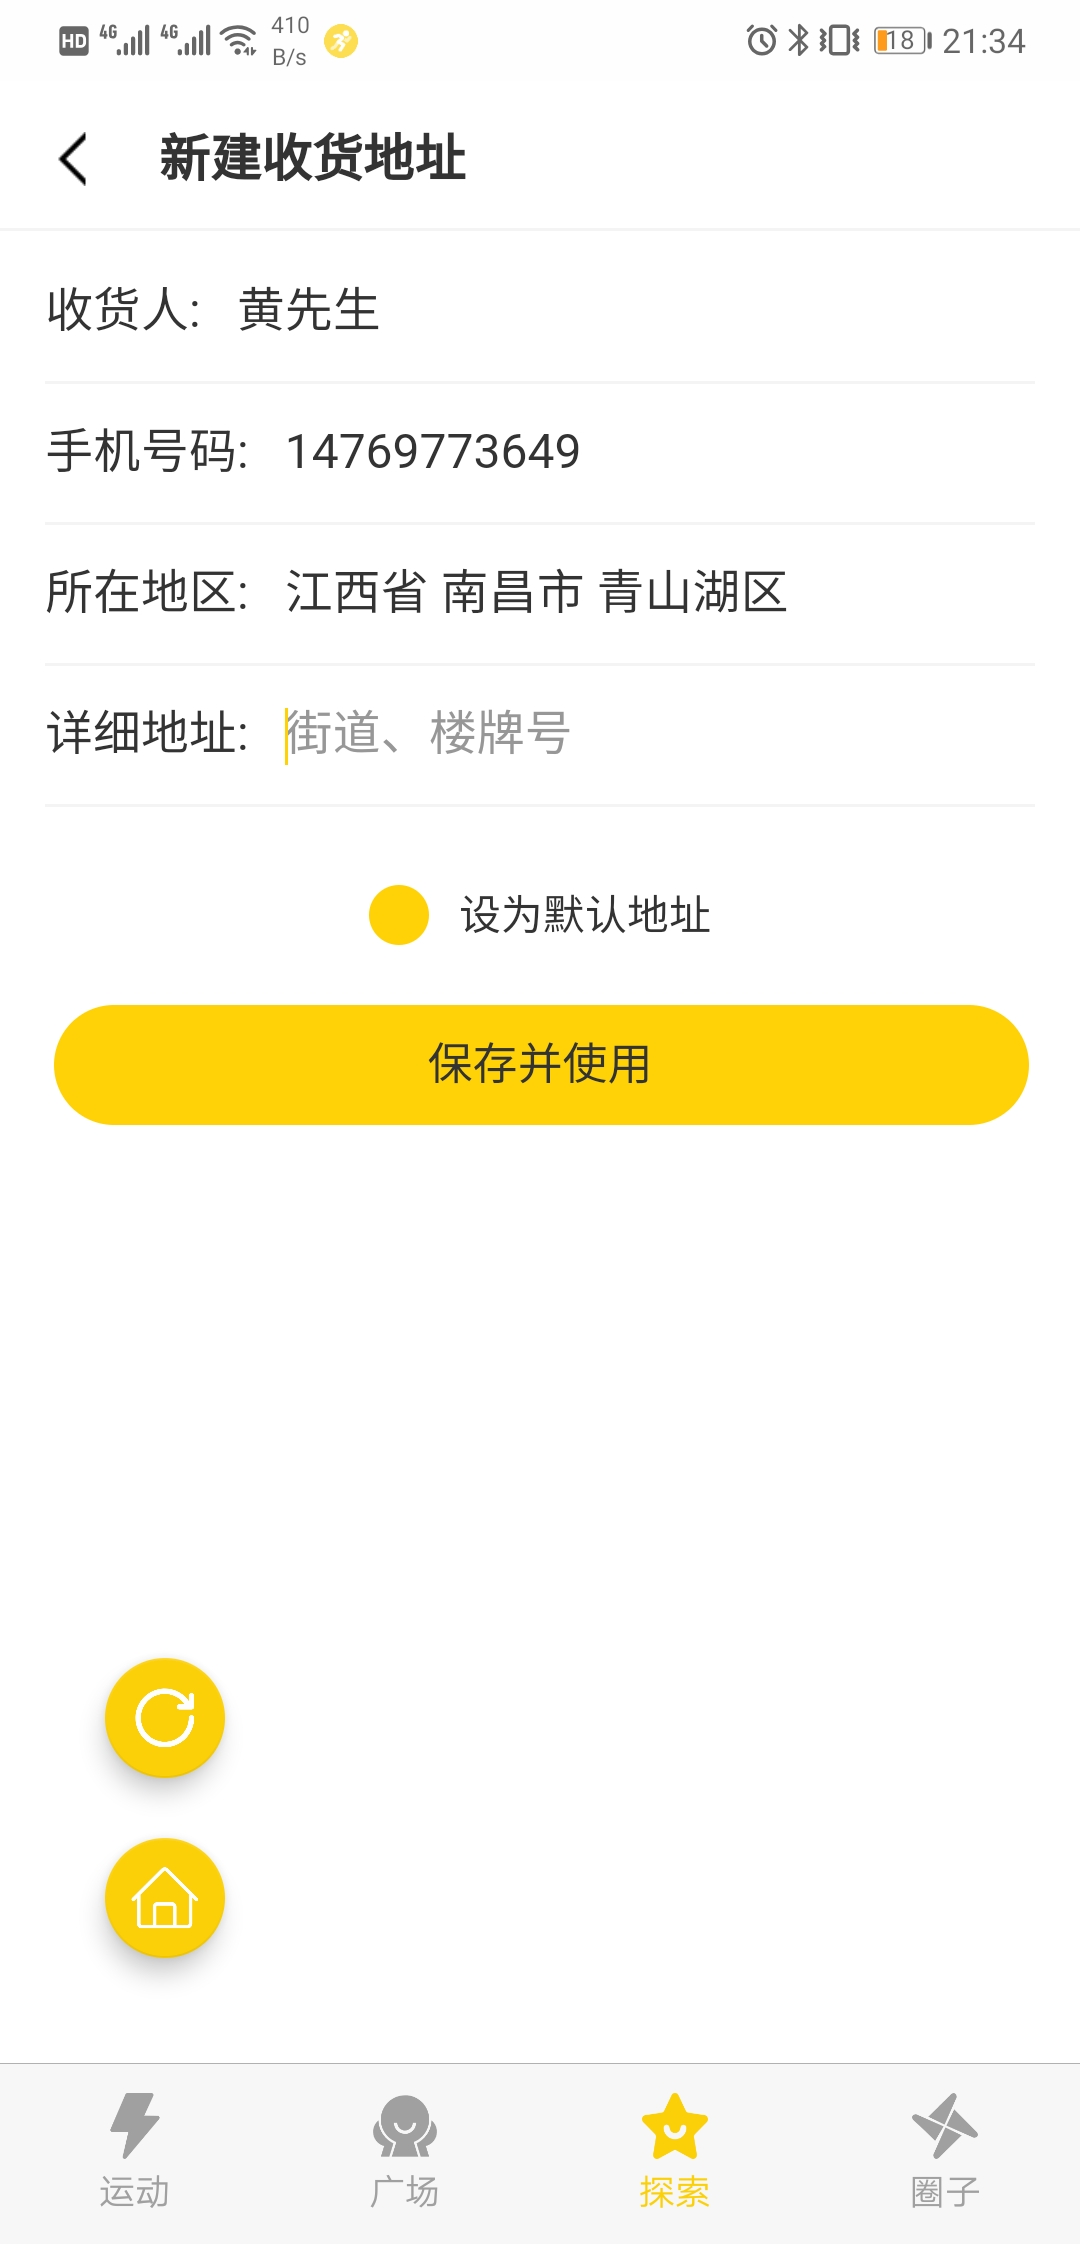 HD 4G 4G 410 B/s 18 21:34
新建收货地址
收货人: 黄先生
手机号码: 14769773649
所在地区: 江西省 南昌市 青山湖区
详细地址: 街道、楼牌号
设为默认地址
保存并使用
运动 广场 探索 圈子